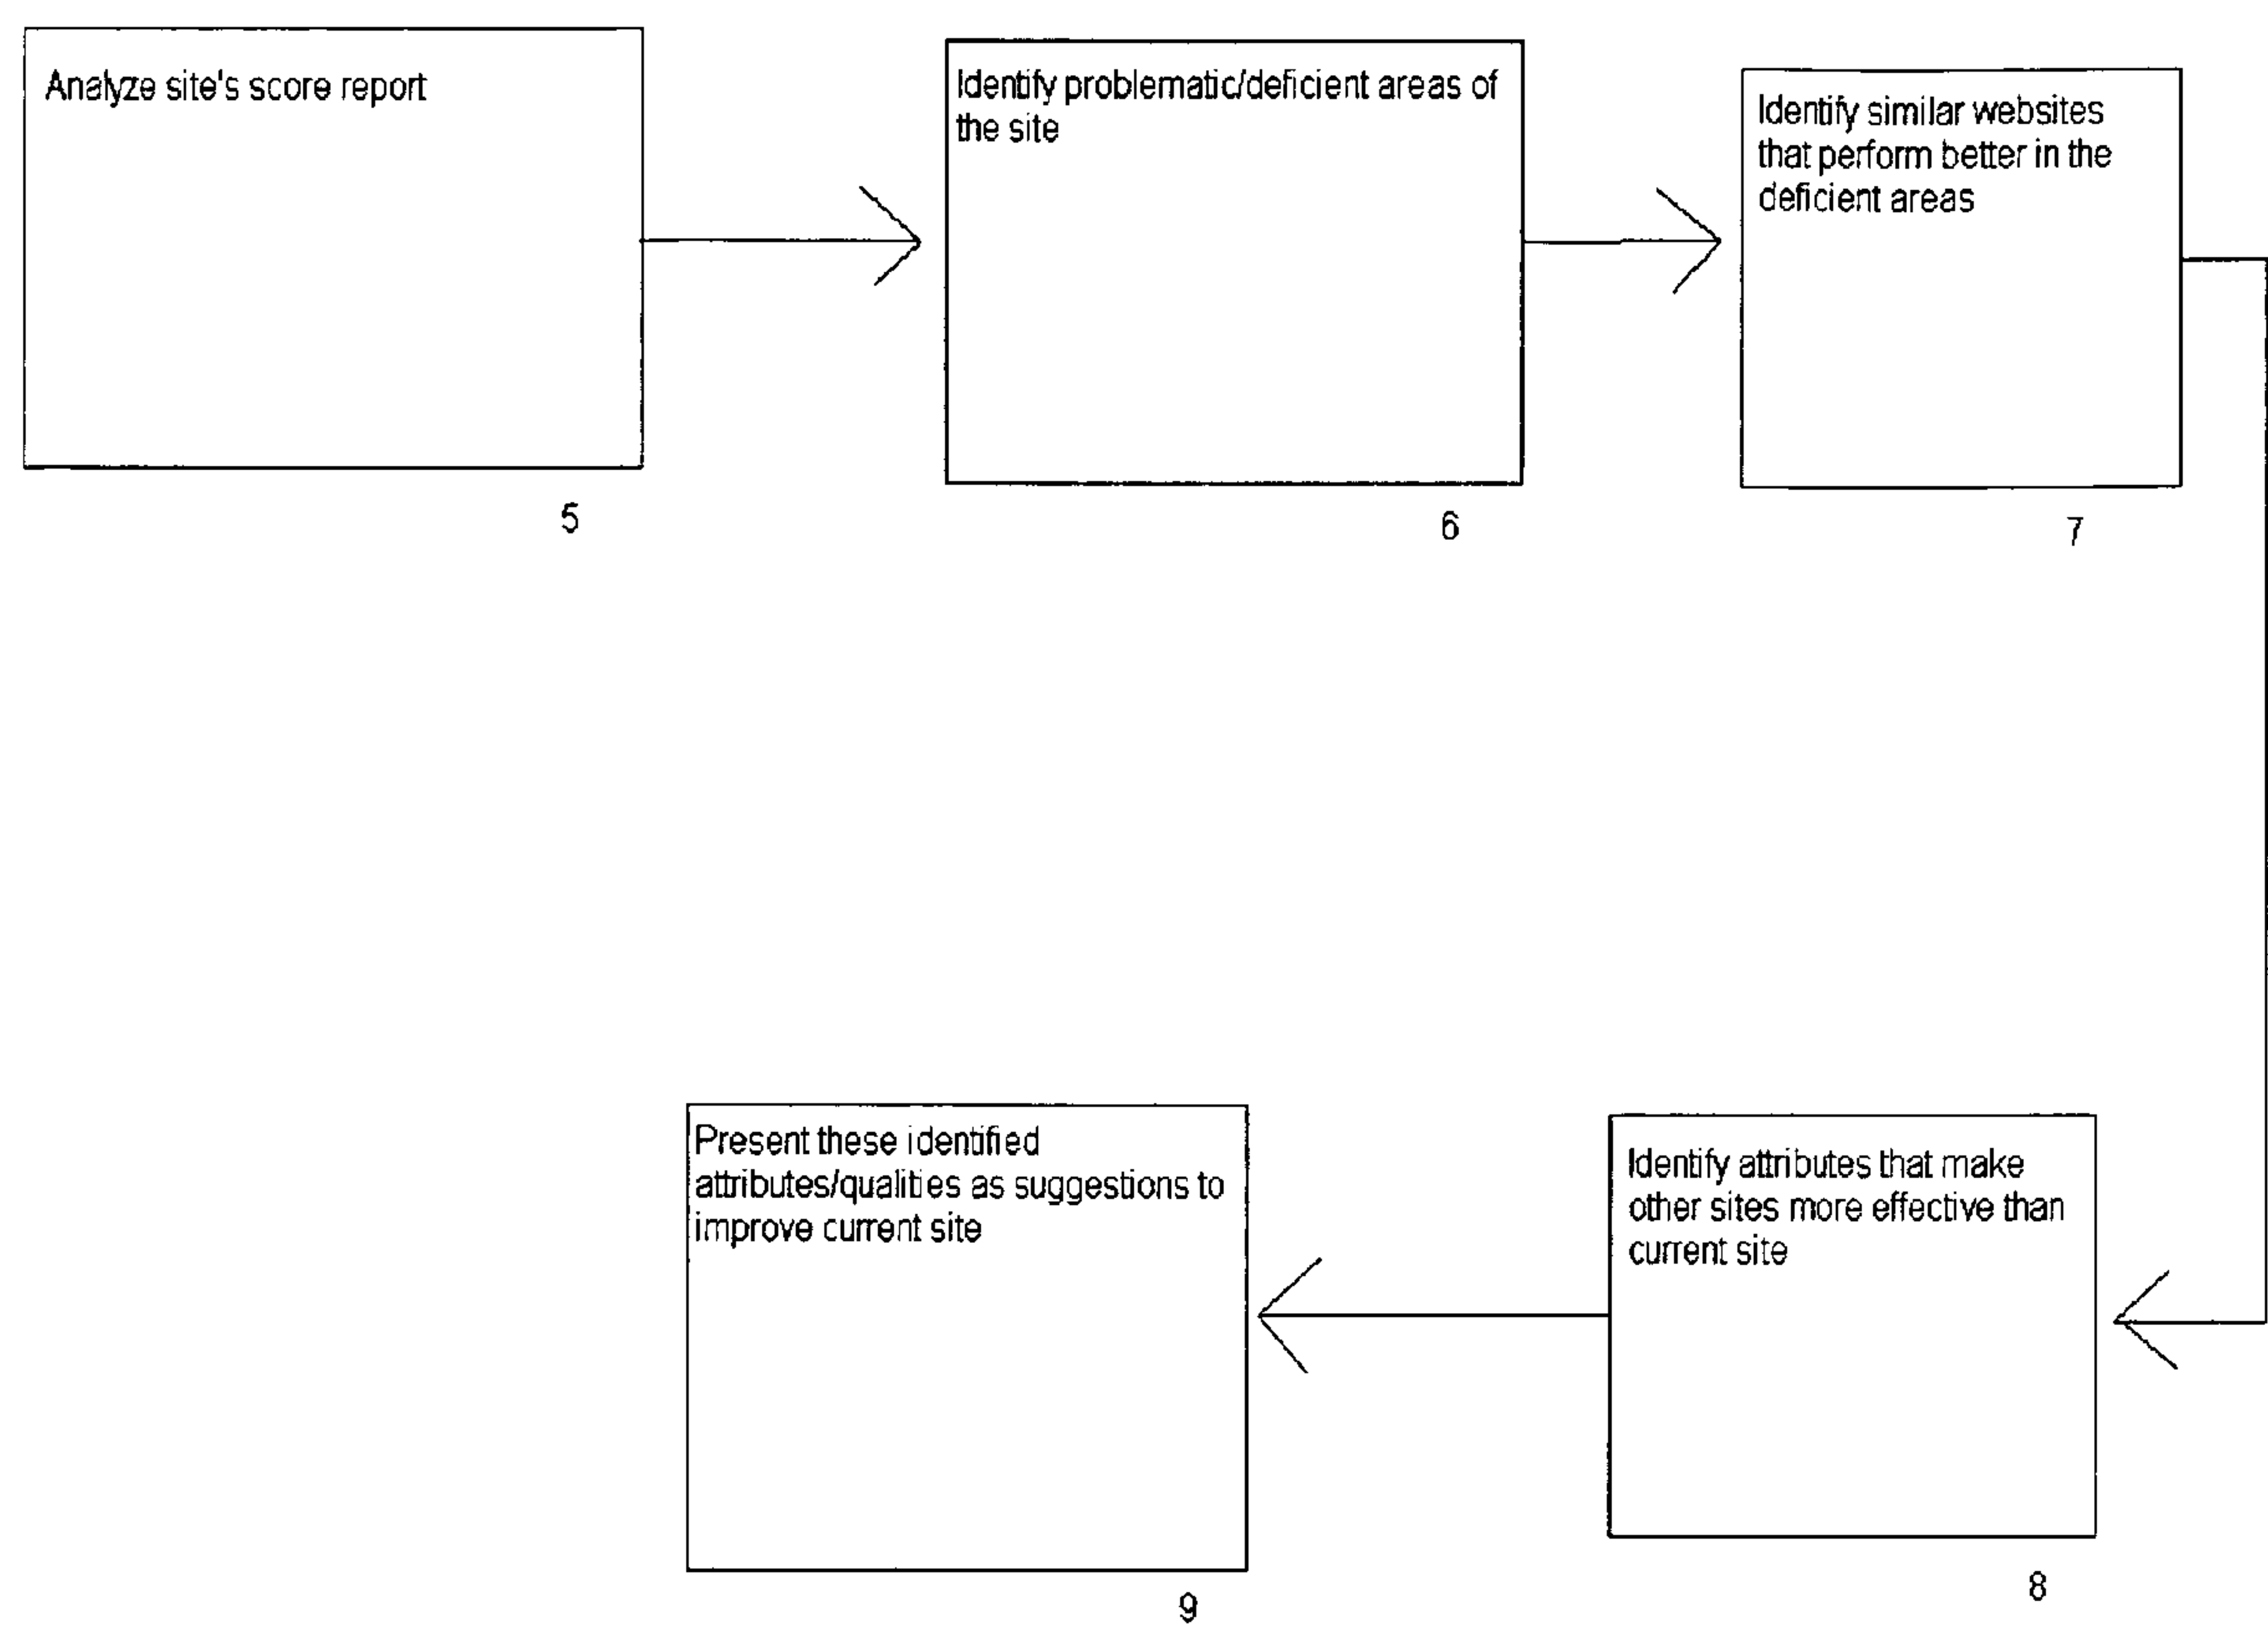 Analyze site's score report
5
Identify problematic/deficient areas of
the site
6
Identify similar websites
that perform better in the
deficient areas
7
Identify attributes that make
other sites more effective than
current site
8
Present these identified
attributes/qualities as suggestions to
improve current site
9